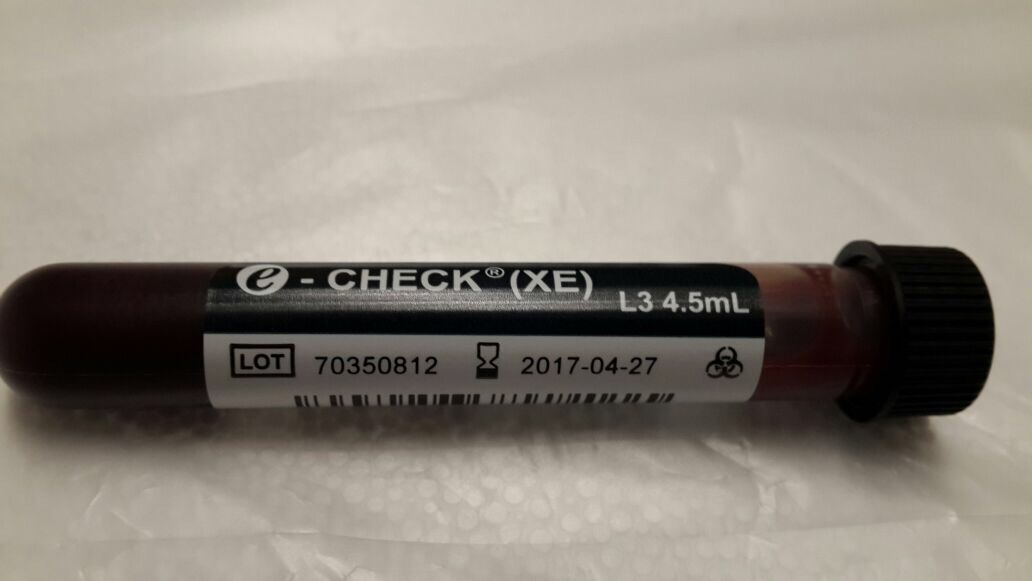 e - CHECK® (XE)
L3 4.5mL
LOT 70350812 2017-04-27